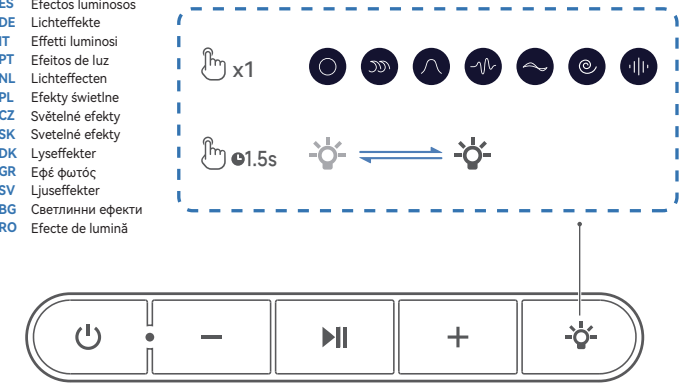 ES Efectos luminosos
DE Lichteffekte
IT Effetti luminosi
PT Efeitos de luz
NL Lichteffecten
PL Efekty świetlne
CZ Světelné efekty
SK Svetelné efekty
DK Lyseffekter
GR Εφέ φωτός
SV Ljuseffekter
BG Светлинни ефекти
RO Efecte de lumină
x1
1.5s